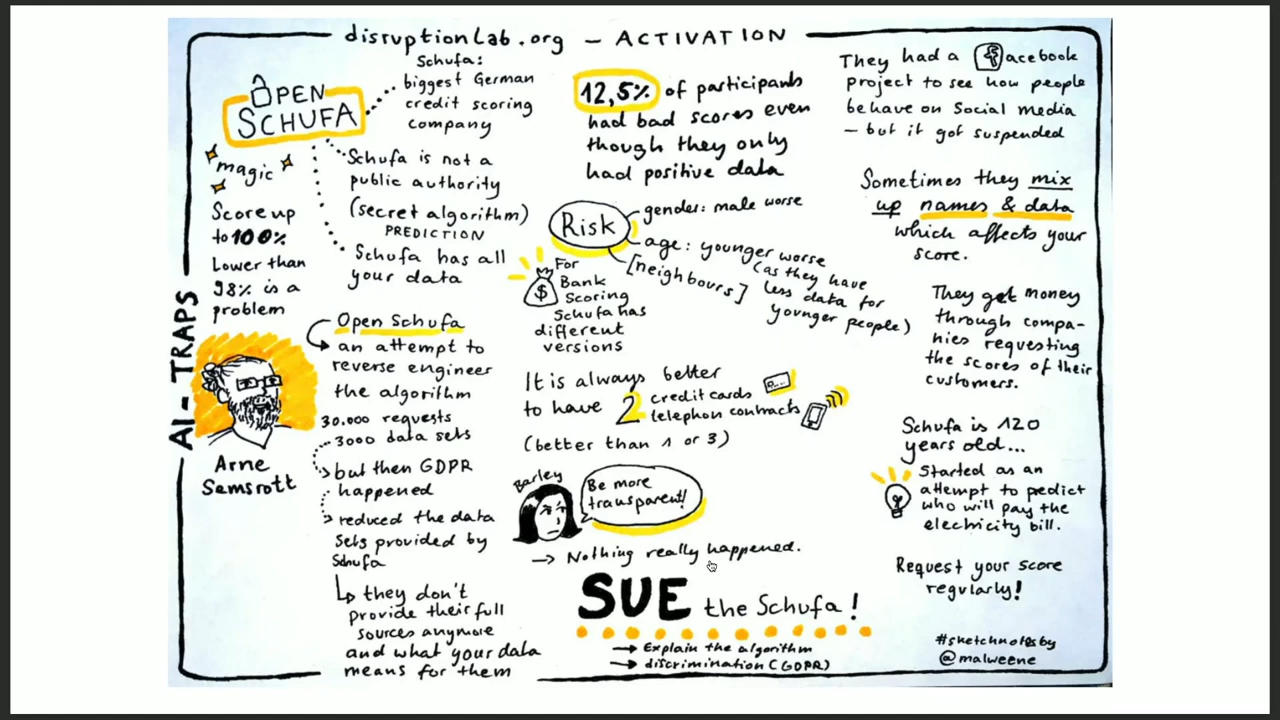 disruptionLab.org – ACTIVATION
OPEN
SCHUFA
Schufa:
biggest German
credit scoring
company
magic
Score up
to 100%
Lower than
98% is a
problem
Schufa is not a
public authority
(secret algorithm)
PREDICTION
Schufa has all
your data
AI - TRAPS
Arne
Semsrott
Open Schufa
an attempt to
reverse engineer
the algorithm
30.000 requests
3000 data sets
but then GDPR
happened
reduced the data
sets provided by
Schufa
they don't
provide their full
sources anymore
and what your data
means for them
12,5% of participants
had bad scores even
though they only
had positive data
Risk
gender: male worse
age: younger worse
(as they have
less data for
younger people)
[neighbours]
For
Bank
Scoring
Schufa has
different
versions
$
It is always better
to have 2 credit cards
telephon contracts
(better than 1 or 3)
Barley
Be more
transparent!
→ Nothing really happened.
SUE the Schufa!
→ Explain the algorithm
→ discrimination (GDPR)
They had a facebook
project to see how people
behave on Social media
– but it got suspended
Sometimes they mix
up names & data
which affects your
score.
They get money
through compa-
nies requesting
the scores of their
customers.
Schufa is 120
years old...
Started as an
attempt to pedict
who will pay the
electricity bill.
Request your score
regularly!
#sketchnotes by
@malweene